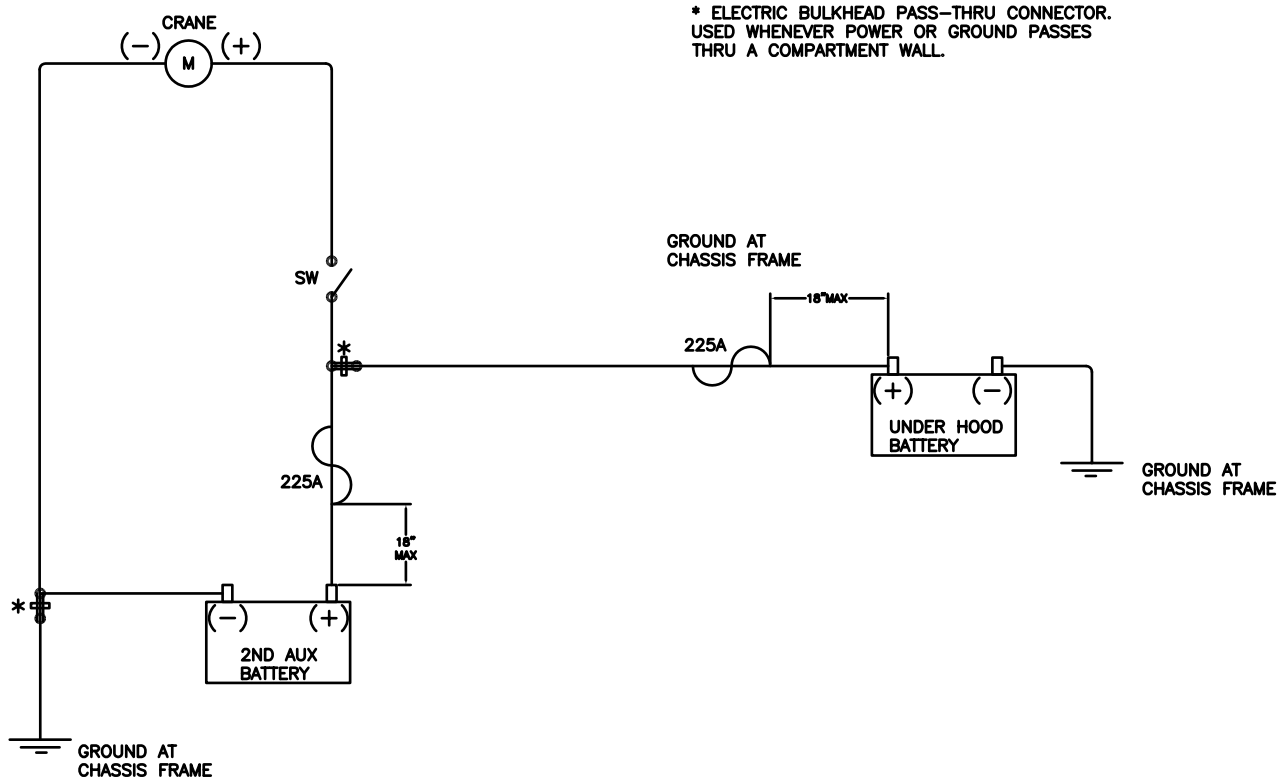 CRANE
(-) M (+)
* ELECTRIC BULKHEAD PASS-THRU CONNECTOR.
USED WHENEVER POWER OR GROUND PASSES
THRU A COMPARTMENT WALL.
SW
GROUND AT
CHASSIS FRAME
18"MAX
*
225A
(+) (-)
UNDER HOOD
BATTERY
GROUND AT
CHASSIS FRAME
225A
18"
MAX
*
(-) (+)
2ND AUX
BATTERY
GROUND AT
CHASSIS FRAME